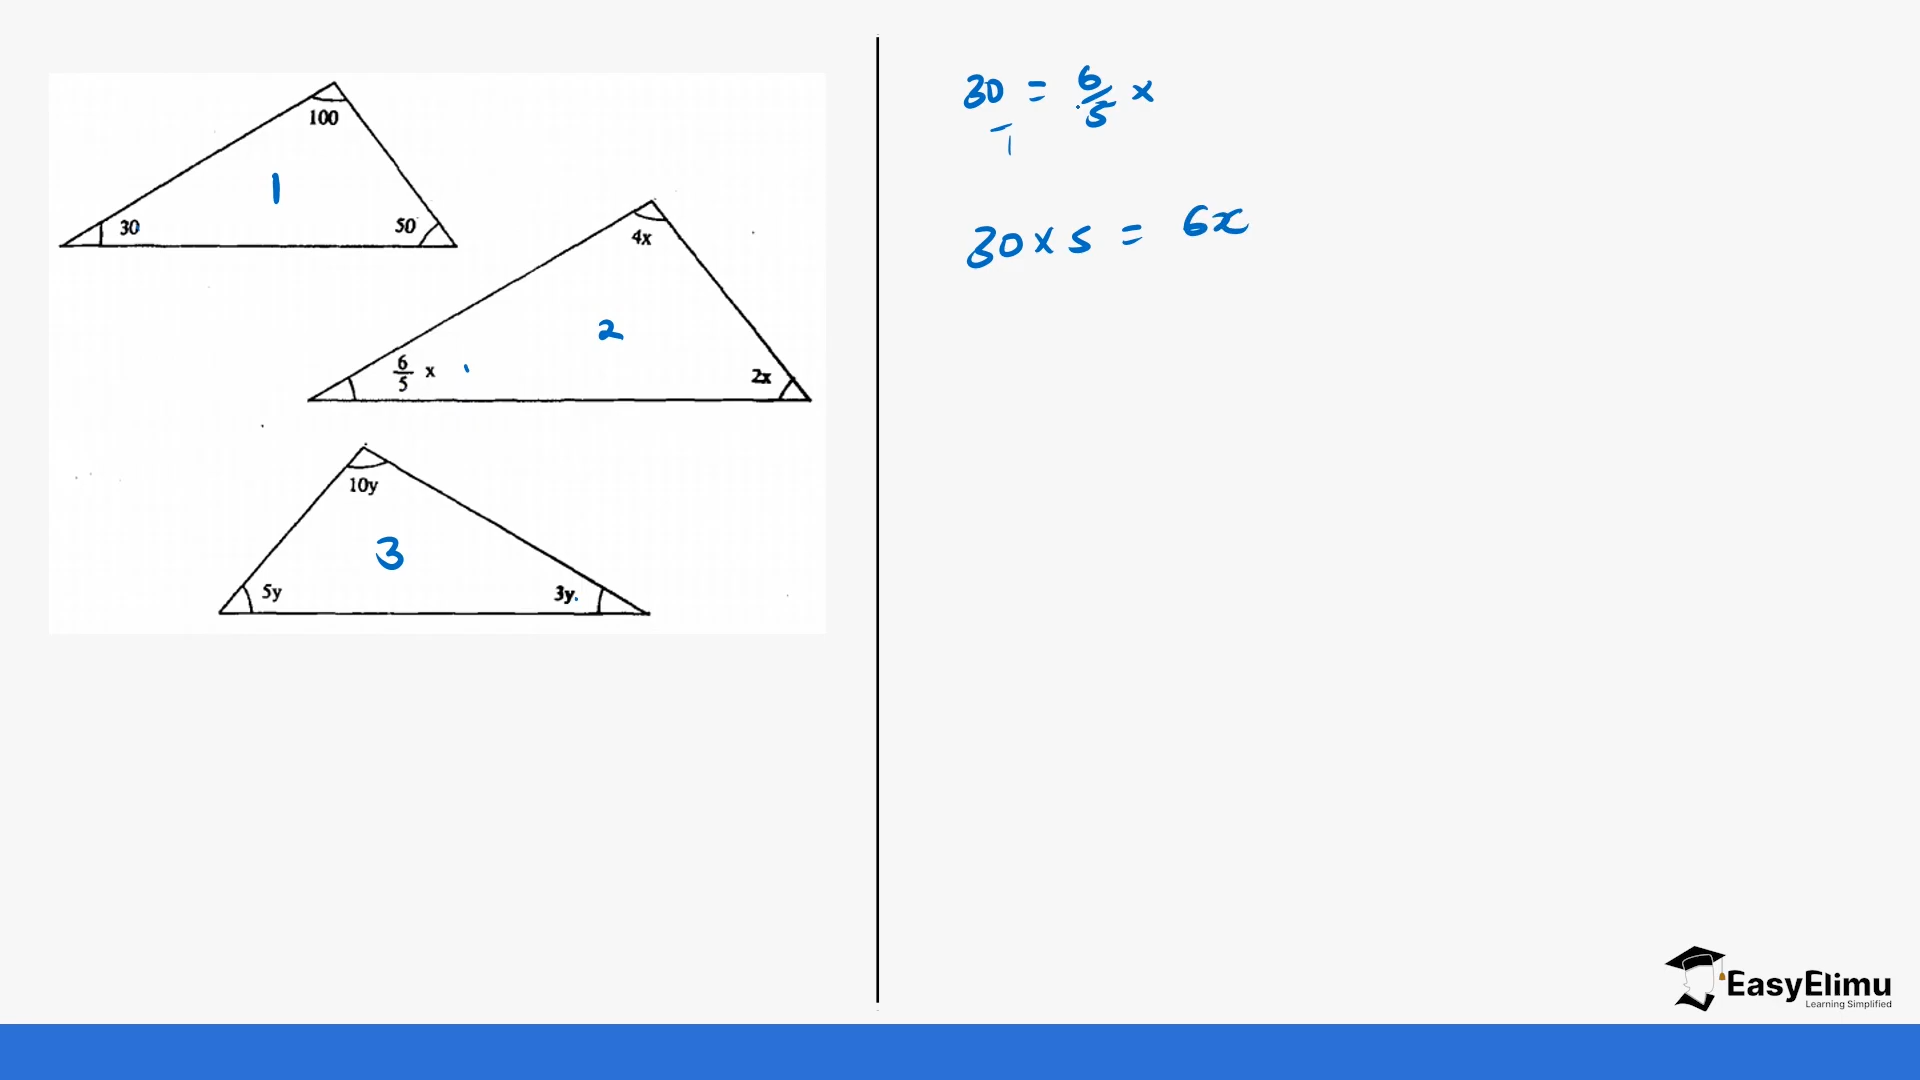 100
1
30
50
4x
2
6/5 x
2x
10y
3
5y
3y.
30 = 6/5 x
1
30 x 5 = 6x
EasyElimu
Learning Simplified